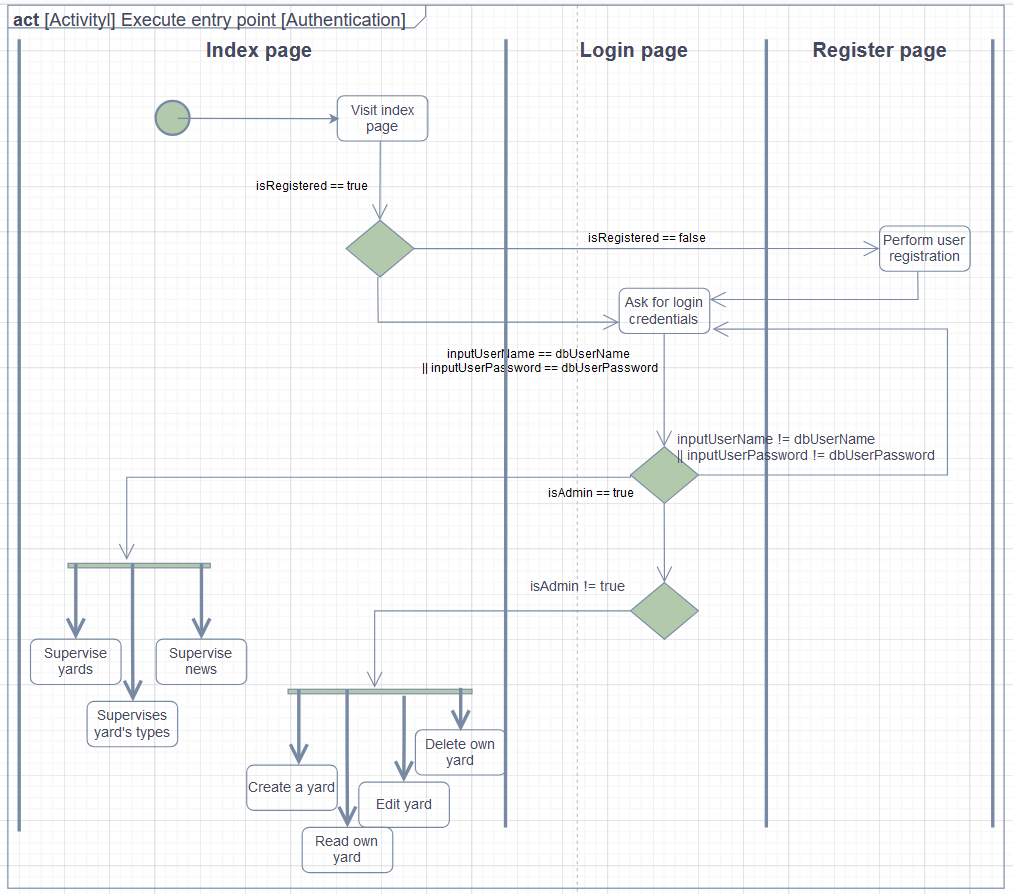 act [Activityl] Execute entry point [Authentication]
Index page
Login page
Register page
Visit index
page
isRegistered == true
isRegistered == false
Perform user
registration
Ask for login
credentials
inputUserName == dbUserName
|| inputUserPassword == dbUserPassword
inputUserName != dbUserName
|| inputUserPassword != dbUserPassword
isAdmin == true
isAdmin != true
Supervise
yards
Supervise
news
Supervises
yard's types
Delete own
yard
Create a yard
Edit yard
Read own
yard